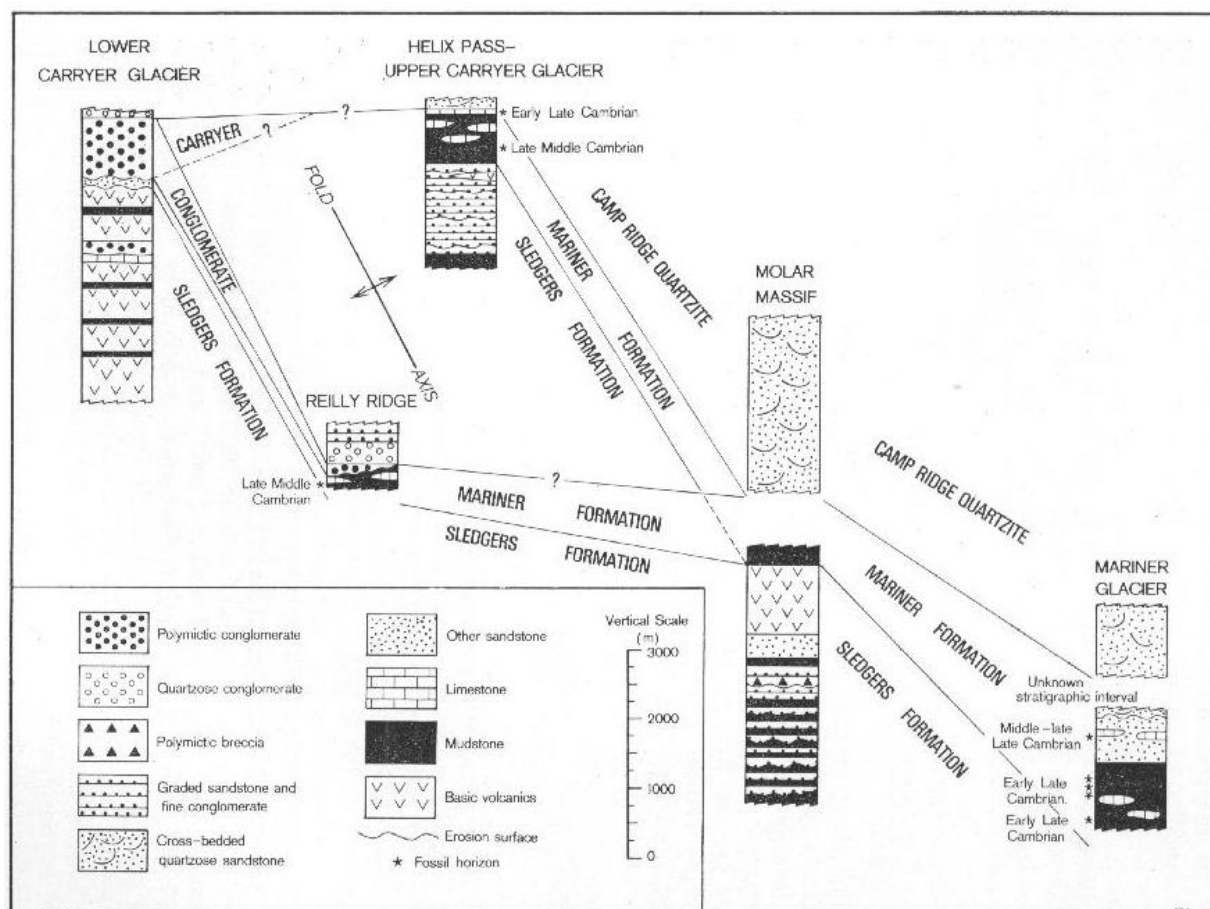 LOWER
CARRYER GLACIER
HELIX PASS–
UPPER CARRYER GLACIER
* Early Late Cambrian
* Late Middle Cambrian
CARRYER
?
?
CONGLOMERATE
SLEDGERS FORMATION
FOLD
AXIS
MARINER
FORMATION
SLEDGERS
FORMATION
CAMP RIDGE QUARTZITE
MOLAR
MASSIF
REILLY RIDGE
Late Middle *
Cambrian
?
MARINER FORMATION
SLEDGERS FORMATION
CAMP RIDGE QUARTZITE
MARINER
FORMATION
SLEDGERS
FORMATION
MARINER
GLACIER
Unknown
stratigraphic interval
Middle–late
Late Cambrian *
Early Late
Cambrian.
Early Late *
Cambrian
Polymictic conglomerate
Quartzose conglomerate
Polymictic breccia
Graded sandstone and
fine conglomerate
Cross-bedded
quartzose sandstone
Other sandstone
Limestone
Mudstone
Basic volcanics
Erosion surface
* Fossil horizon
Vertical Scale
(m)
3000
2000
1000
0